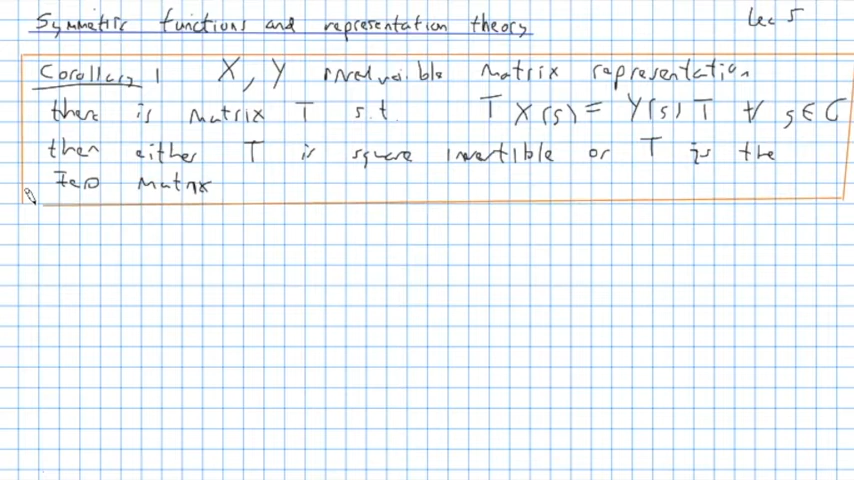 Symmetric functions and representation theory Lec 5
Corollary 1 X, Y irreducible matrix representation
there is matrix T s.t. T X(g) = Y(g) T ∀ g ∈ G
then either T is square invertible or T is the
zero matrix